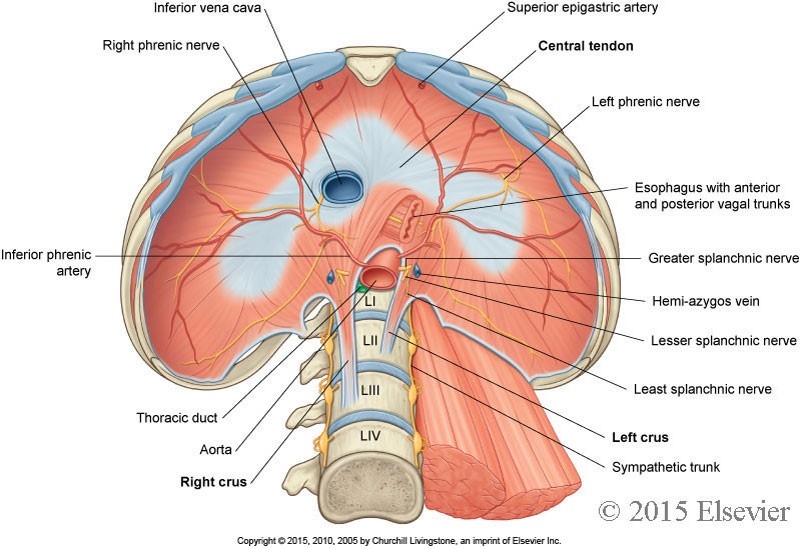 Inferior vena cava
Right phrenic nerve
Superior epigastric artery
Central tendon
Left phrenic nerve
Esophagus with anterior
and posterior vagal trunks
Inferior phrenic
artery
Greater splanchnic nerve
Hemi-azygos vein
Lesser splanchnic nerve
Least splanchnic nerve
LI
LII
LIII
LIV
Thoracic duct
Aorta
Right crus
Left crus
Sympathetic trunk
© 2015 Elsevier
Copyright © 2015, 2010, 2005 by Churchill Livingstone, an imprint of Elsevier Inc.